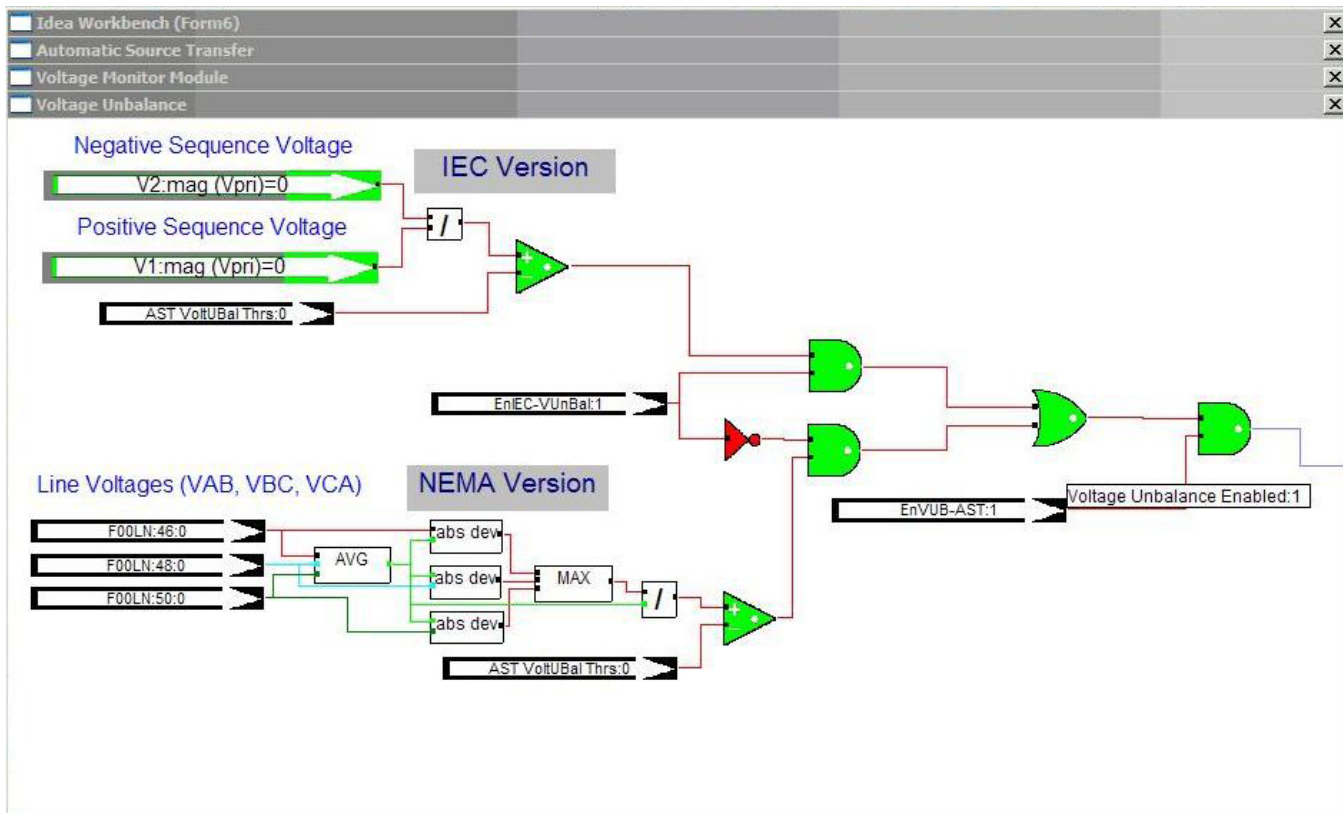 Idea Workbench (Form6)
Automatic Source Transfer
Voltage Monitor Module
Voltage Unbalance
Negative Sequence Voltage
IEC Version
V2:mag (Vpri)=0
/
Positive Sequence Voltage
V1:mag (Vpri)=0
+
−
AST VoltUBal Thrs:0
EnIEC-VUnBal:1
Line Voltages (VAB, VBC, VCA)
NEMA Version
Voltage Unbalance Enabled:1
EnVUB-AST:1
F00LN:46:0
abs dev
AVG
F00LN:48:0
abs dev
MAX
F00LN:50:0
/
abs dev
+
−
AST VoltUBal Thrs:0